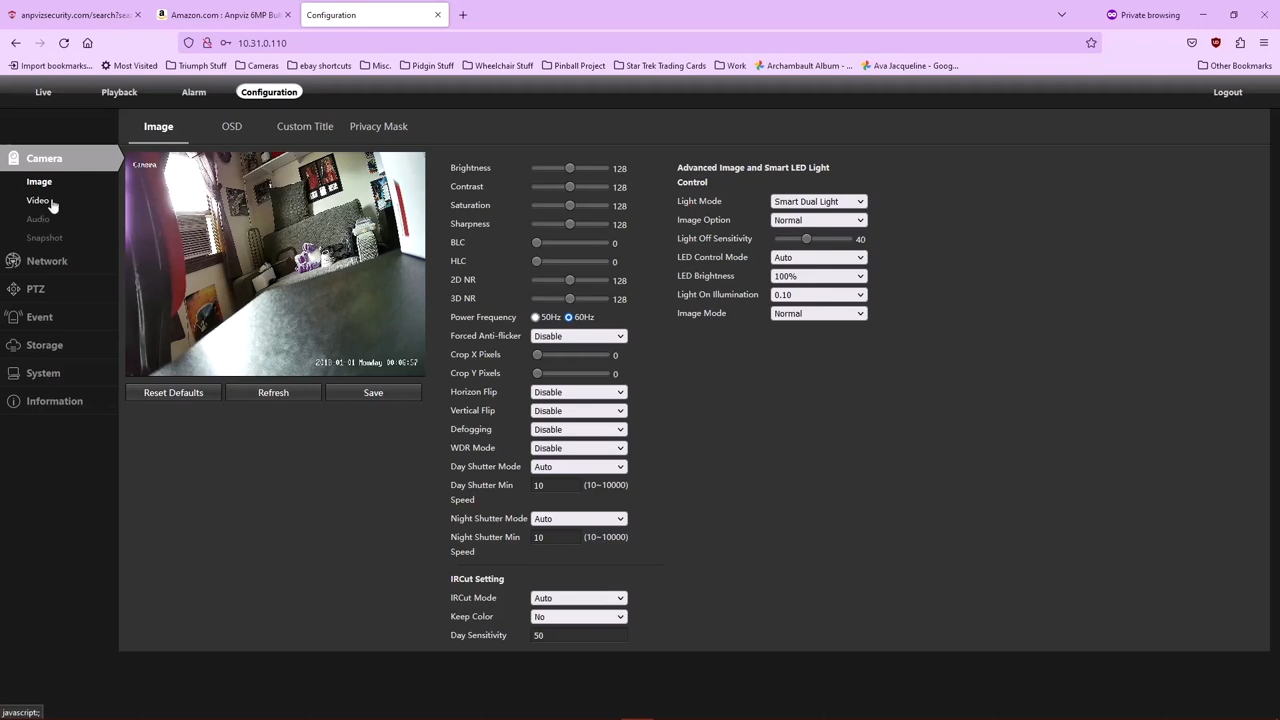 anpvizsecurity.com/search?sea
Amazon.com : Anpviz 6MP Bul
Configuration
Private browsing
10.31.0.110
Import bookmarks...
Most Visited
Triumph Stuff
Cameras
ebay shortcuts
Misc.
Pidgin Stuff
Wheelchair Stuff
Pinball Project
Star Trek Trading Cards
Work
Archambault Album - ...
Ava Jacqueline - Goog...
Other Bookmarks
Live
Playback
Alarm
Configuration
Logout
Image
OSD
Custom Title
Privacy Mask
Camera
Image
Video
Audio
Snapshot
Network
PTZ
Event
Storage
System
Information
Camera
2018-01-01 Monday 00:06:57
Reset Defaults
Refresh
Save
Brightness 128
Contrast 128
Saturation 128
Sharpness 128
BLC 0
HLC 0
2D NR 128
3D NR 128
Power Frequency 50Hz 60Hz
Forced Anti-flicker Disable
Crop X Pixels 0
Crop Y Pixels 0
Horizon Flip Disable
Vertical Flip Disable
Defogging Disable
WDR Mode Disable
Day Shutter Mode Auto
Day Shutter Min 10 (10~10000)
Speed
Night Shutter Mode Auto
Night Shutter Min 10 (10~10000)
Speed
IRCut Setting
IRCut Mode Auto
Keep Color No
Day Sensitivity 50
Advanced Image and Smart LED Light
Control
Light Mode Smart Dual Light
Image Option Normal
Light Off Sensitivity 40
LED Control Mode Auto
LED Brightness 100%
Light On Illumination 0.10
Image Mode Normal
javascript:;